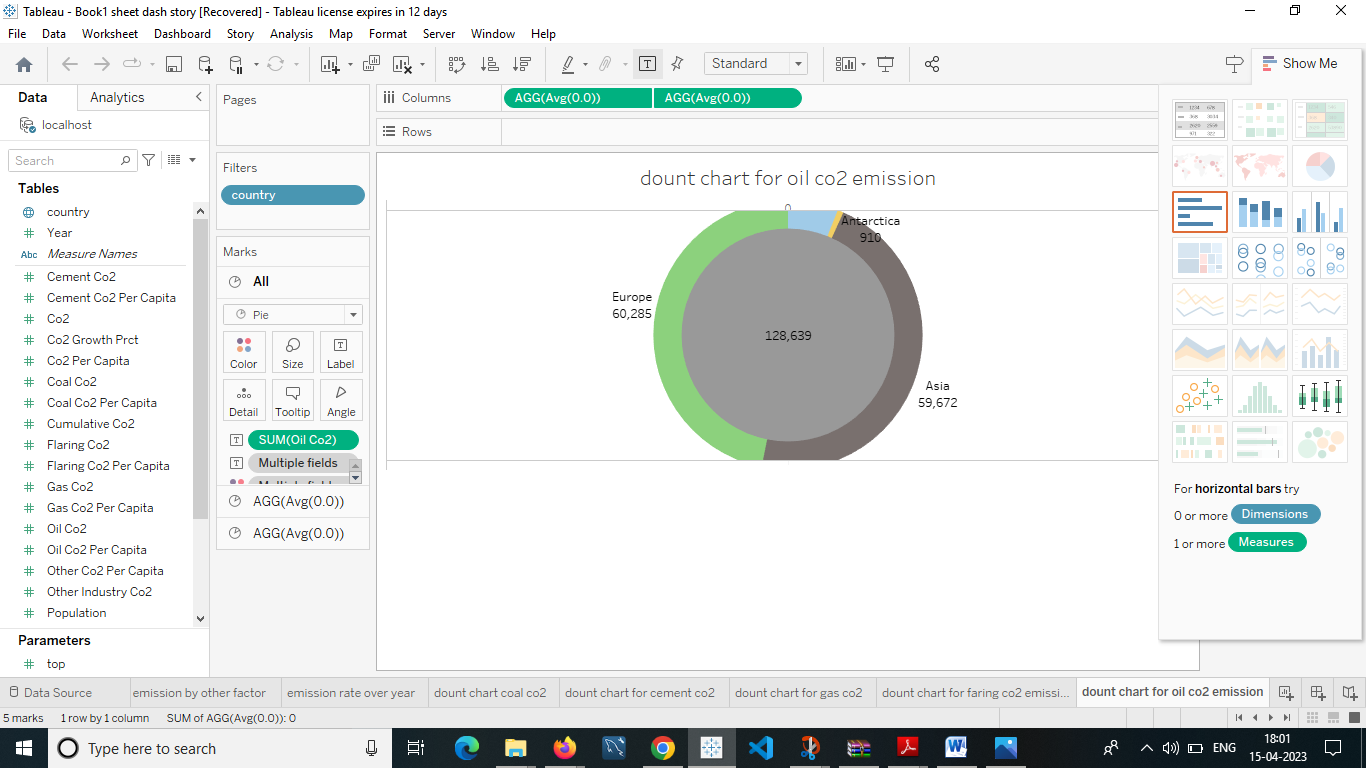 Tableau - Book1 sheet dash story [Recovered] - Tableau license expires in 12 days
File Data Worksheet Dashboard Story Analysis Map Format Server Window Help
Standard
Show Me
Data Analytics
localhost
Search
Tables
country
Year
Abc Measure Names
Cement Co2
Cement Co2 Per Capita
Co2
Co2 Growth Prct
Co2 Per Capita
Coal Co2
Coal Co2 Per Capita
Cumulative Co2
Flaring Co2
Flaring Co2 Per Capita
Gas Co2
Gas Co2 Per Capita
Oil Co2
Oil Co2 Per Capita
Other Co2 Per Capita
Other Industry Co2
Population
Parameters
top
Pages
Filters
country
Marks
All
Pie
Color Size Label
Detail Tooltip Angle
SUM(Oil Co2)
Multiple fields
AGG(Avg(0.0))
AGG(Avg(0.0))
Columns AGG(Avg(0.0)) AGG(Avg(0.0))
Rows
dount chart for oil co2 emission
0
Antarctica
910
Europe
60,285
128,639
Asia
59,672
For horizontal bars try
0 or more Dimensions
1 or more Measures
Data Source emission by other factor emission rate over year dount chart coal co2 dount chart for cement co2 dount chart for gas co2 dount chart for faring co2 emissi... dount chart for oil co2 emission
5 marks 1 row by 1 column SUM of AGG(Avg(0.0)): 0
Type here to search
ENG
18:01
15-04-2023